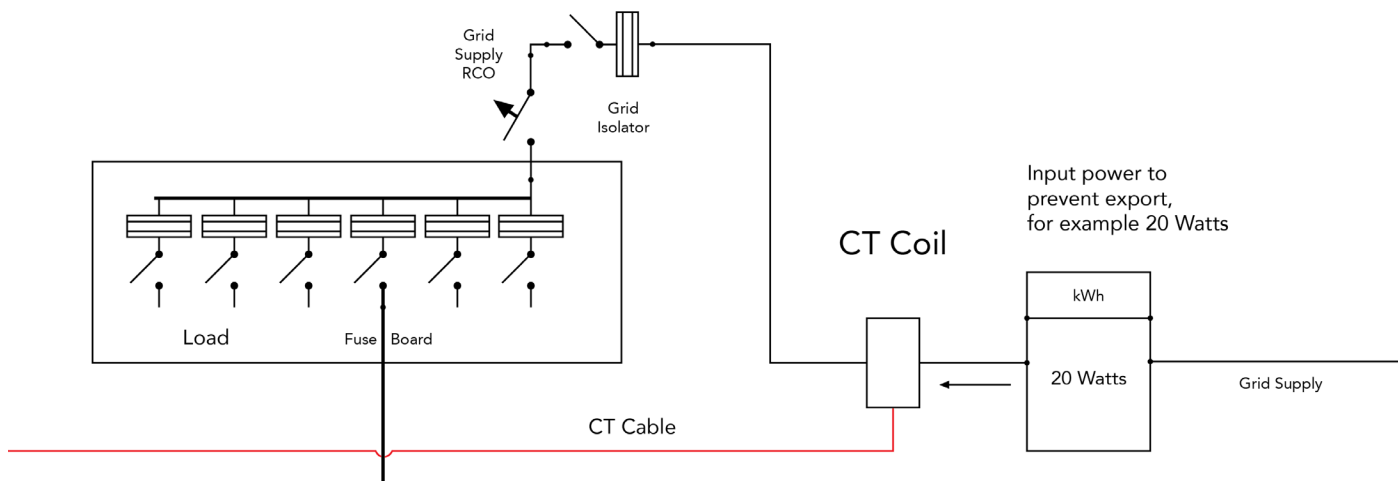 Grid
Supply
RCO
Grid
Isolator
Input power to
prevent export,
for example 20 Watts
CT Coil
kWh
Load
Fuse Board
20 Watts
Grid Supply
CT Cable